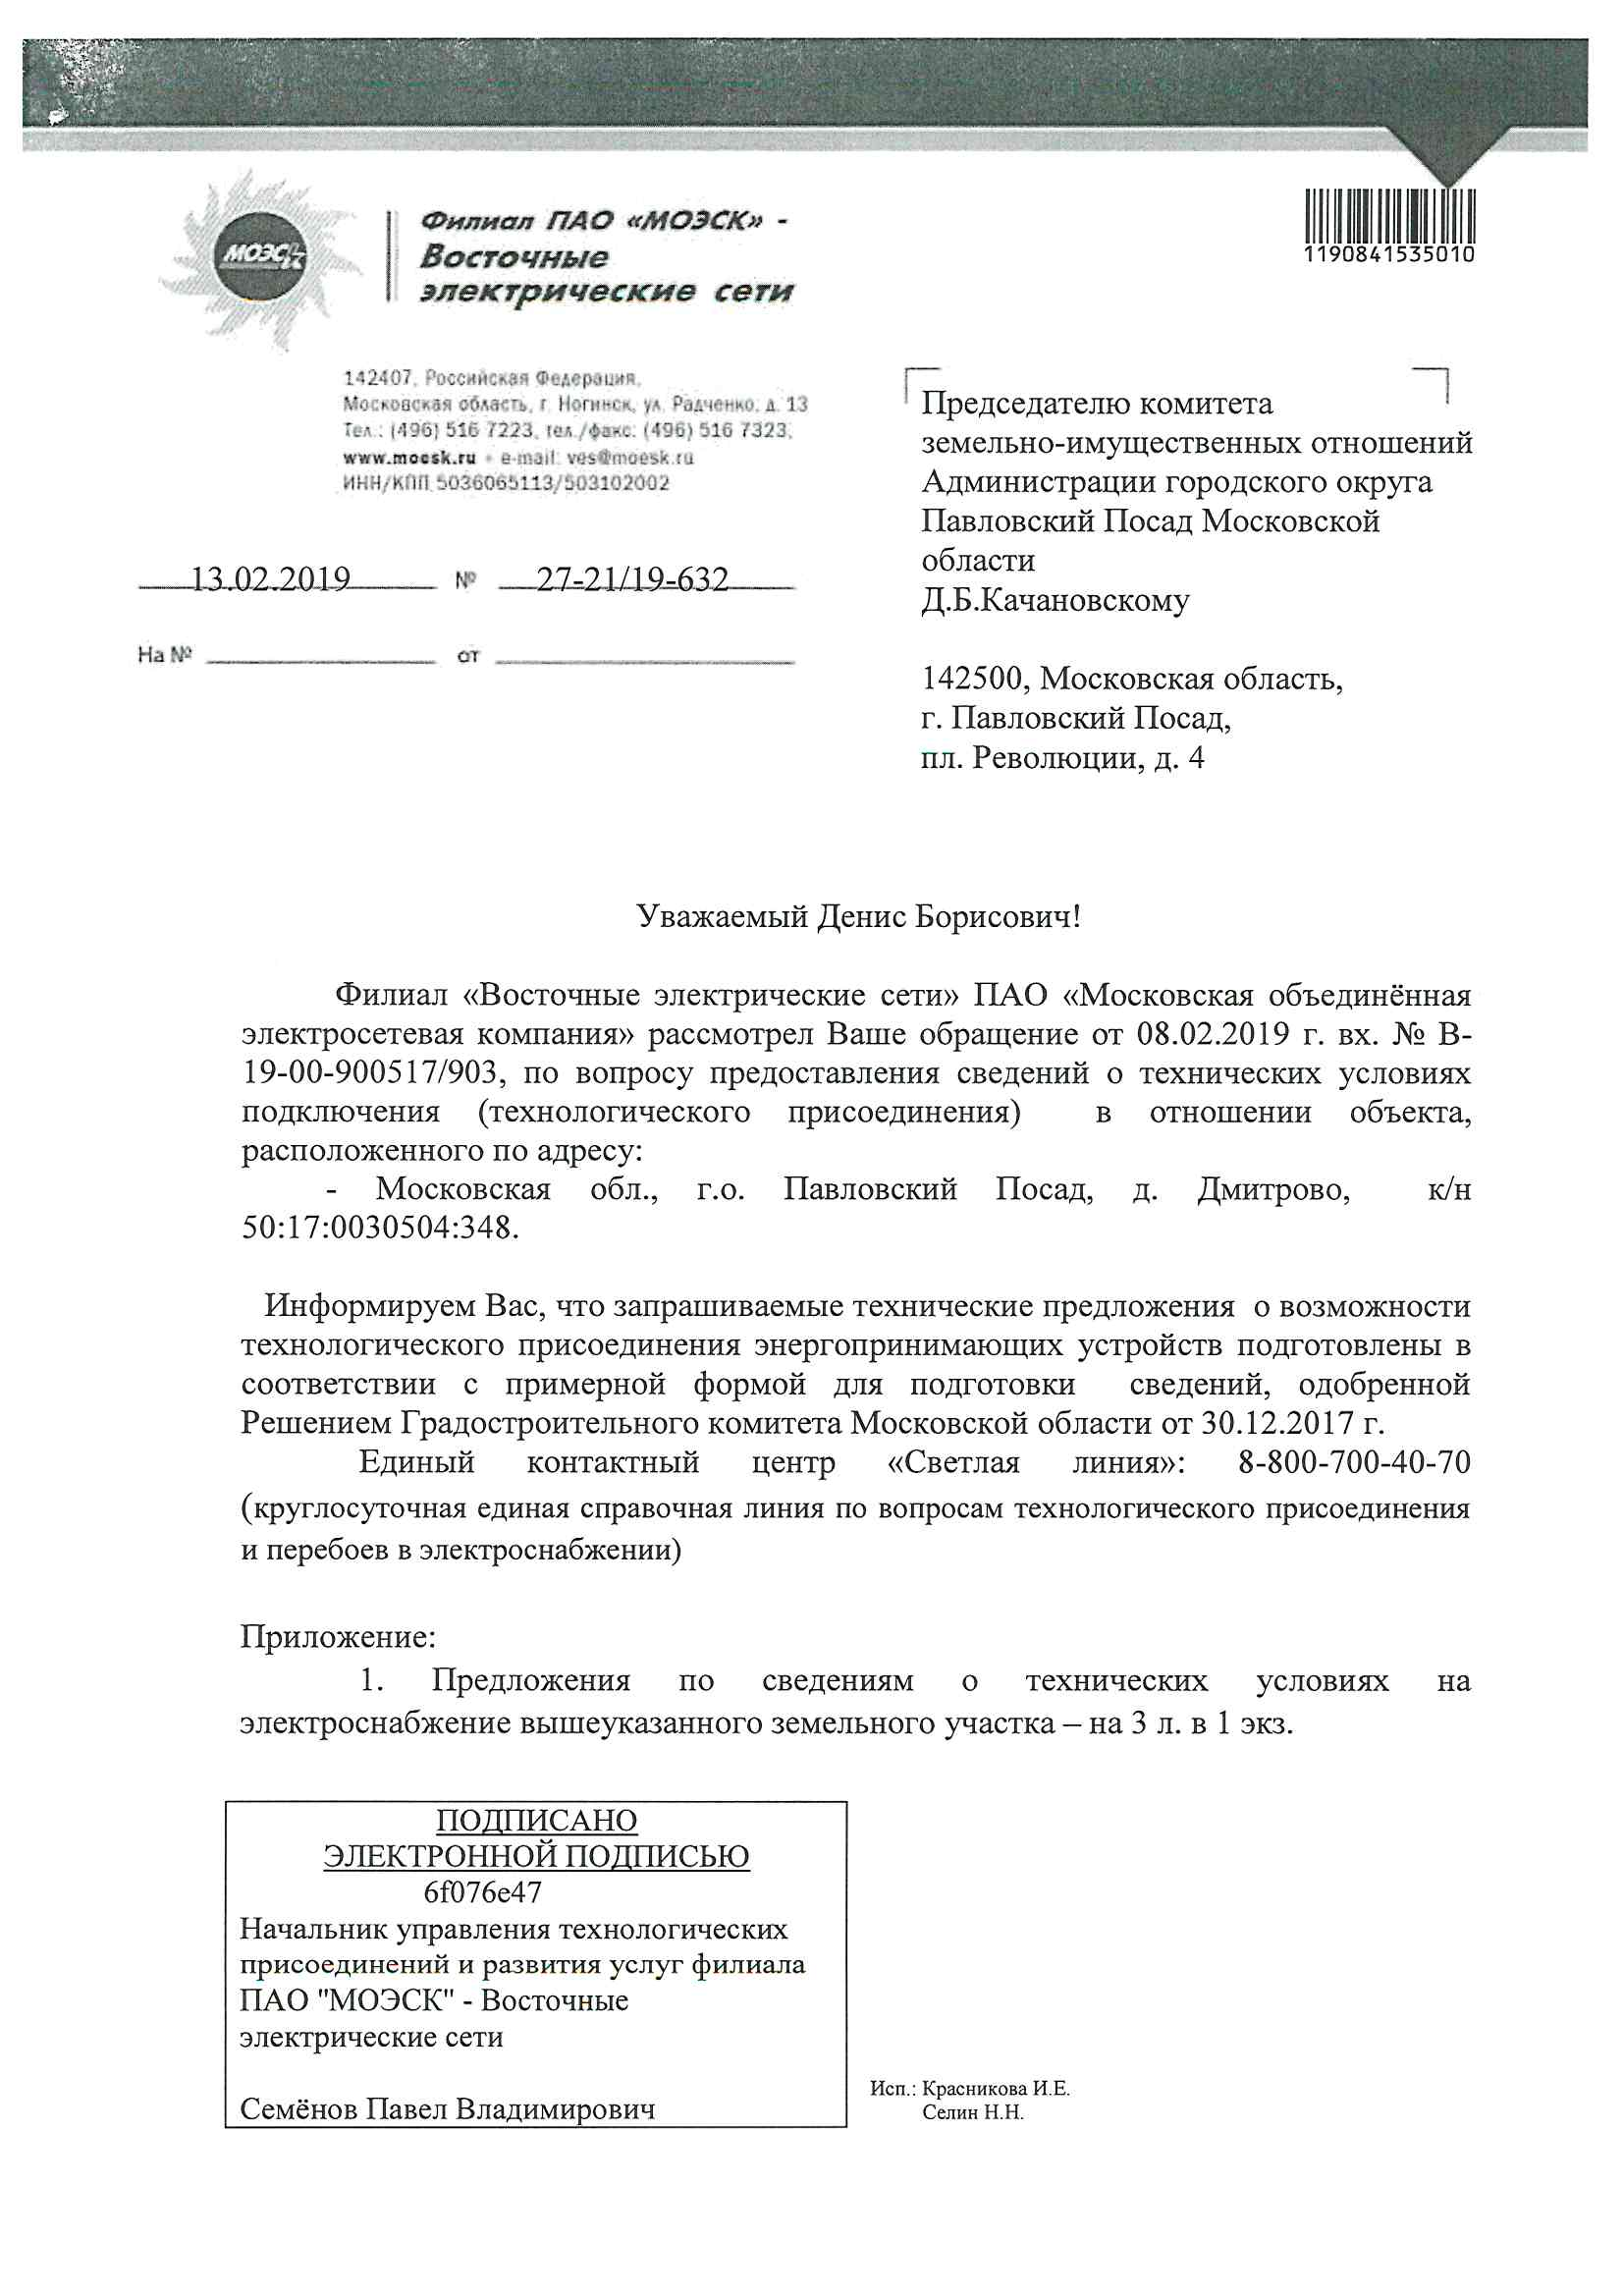 МОЭСК
Филиал ПАО «МОЭСК» -
Восточные
электрические сети
1190841535010
142407, Российская Федерация,
Московская область, г. Ногинск, ул. Радченко, д. 13
Тел.: (496) 516 7223, тел./факс: (496) 516 7323,
www.moesk.ru • e-mail: ves@moesk.ru
ИНН/КПП 5036065113/503102002
13.02.2019 № 27-21/19-632
На № от
Председателю комитета
земельно-имущественных отношений
Администрации городского округа
Павловский Посад Московской
области
Д.Б.Качановскому
142500, Московская область,
г. Павловский Посад,
пл. Революции, д. 4
Уважаемый Денис Борисович!
Филиал «Восточные электрические сети» ПАО «Московская объединённая
электросетевая компания» рассмотрел Ваше обращение от 08.02.2019 г. вх. № В-
19-00-900517/903, по вопросу предоставления сведений о технических условиях
подключения (технологического присоединения) в отношении объекта,
расположенного по адресу:
- Московская обл., г.о. Павловский Посад, д. Дмитрово, к/н
50:17:0030504:348.
Информируем Вас, что запрашиваемые технические предложения о возможности
технологического присоединения энергопринимающих устройств подготовлены в
соответствии с примерной формой для подготовки сведений, одобренной
Решением Градостроительного комитета Московской области от 30.12.2017 г.
Единый контактный центр «Светлая линия»: 8-800-700-40-70
(круглосуточная единая справочная линия по вопросам технологического присоединения
и перебоев в электроснабжении)
Приложение:
1. Предложения по сведениям о технических условиях на
электроснабжение вышеуказанного земельного участка – на 3 л. в 1 экз.
ПОДПИСАНО
ЭЛЕКТРОННОЙ ПОДПИСЬЮ
6f076e47
Начальник управления технологических
присоединений и развития услуг филиала
ПАО "МОЭСК" - Восточные
электрические сети
Семёнов Павел Владимирович
Исп.: Красникова И.Е.
Селин Н.Н.